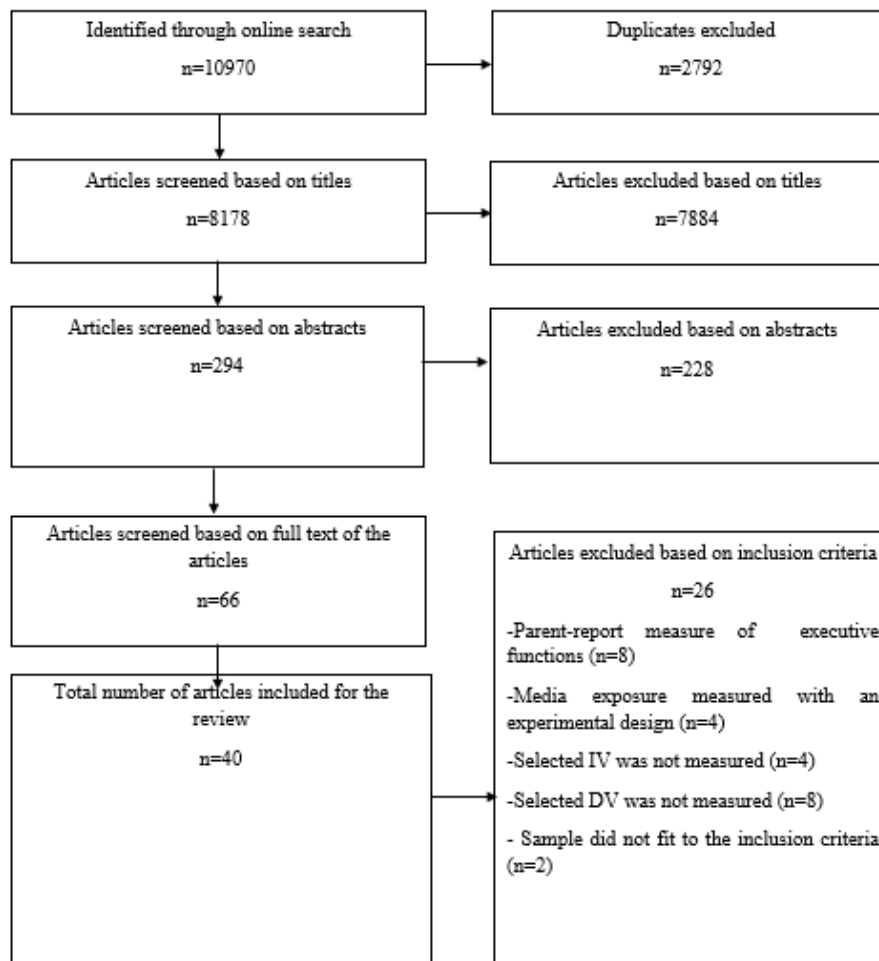 Identified through online search
n=10970
Duplicates excluded
n=2792
Articles screened based on titles
n=8178
Articles excluded based on titles
n=7884
Articles screened based on abstracts
n=294
Articles excluded based on abstracts
n=228
Articles screened based on full text of the
articles
n=66
Articles excluded based on inclusion criteria
n=26
-Parent-report measure of executive
functions (n=8)
-Media exposure measured with an
experimental design (n=4)
-Selected IV was not measured (n=4)
-Selected DV was not measured (n=8)
- Sample did not fit to the inclusion criteria
(n=2)
Total number of articles included for the
review
n=40